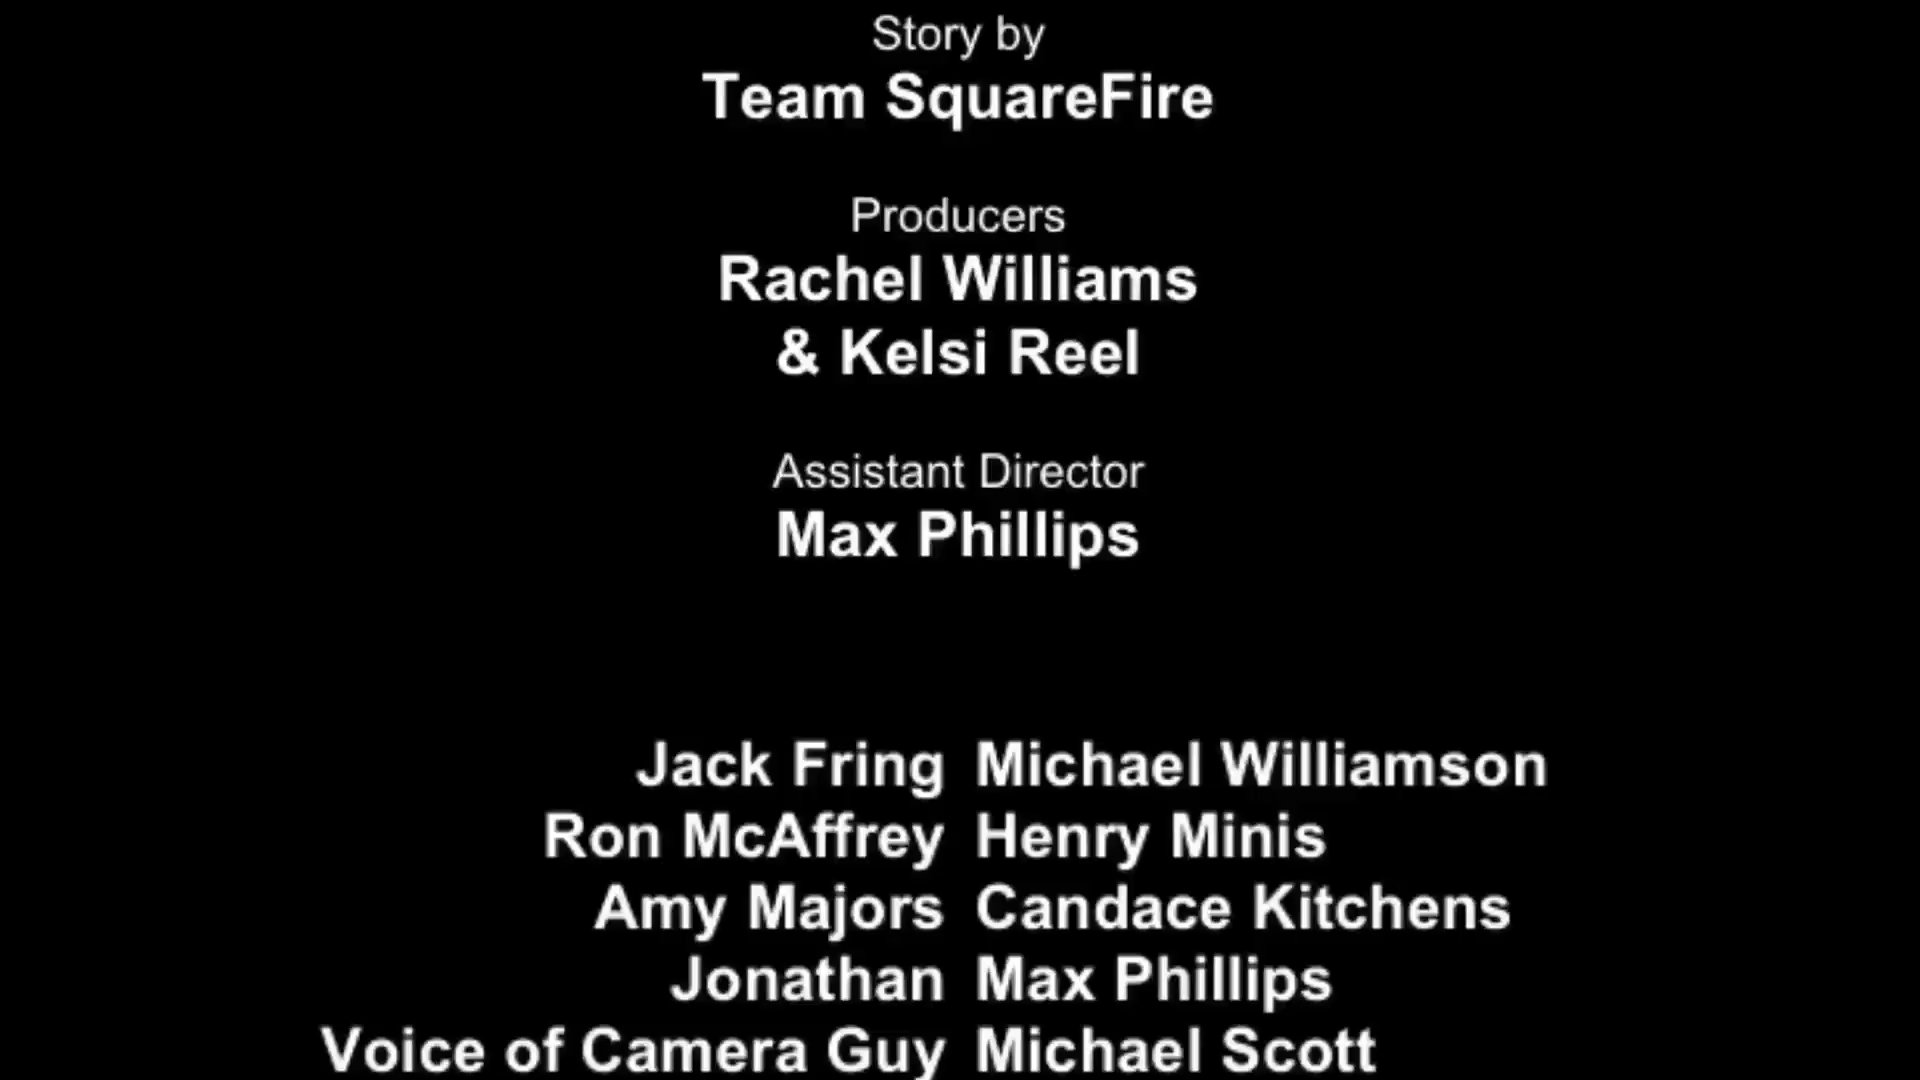 Story by
Team SquareFire
Producers
Rachel Williams
& Kelsi Reel
Assistant Director
Max Phillips
Jack Fring Michael Williamson
Ron McAffrey Henry Minis
Amy Majors Candace Kitchens
Jonathan Max Phillips
Voice of Camera Guy Michael Scott